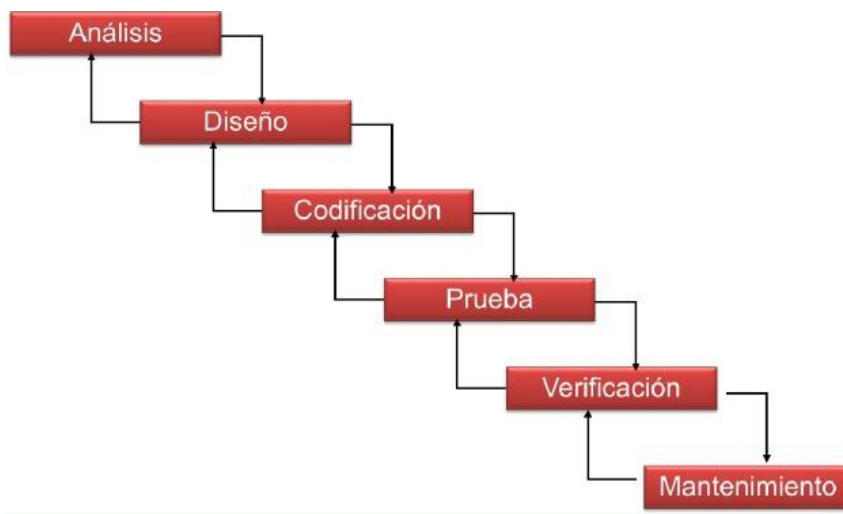 Análisis
Diseño
Codificación
Prueba
Verificación
Mantenimiento